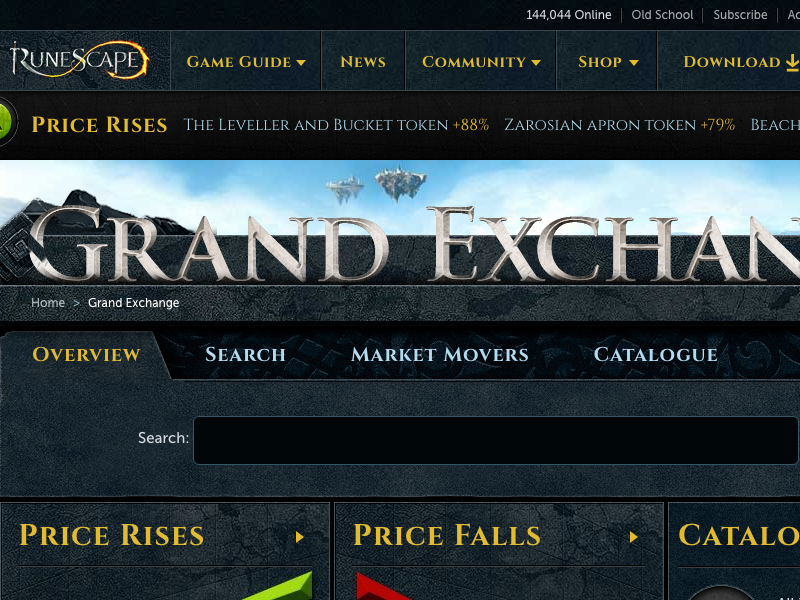 144,044 Online Old School Subscribe
RuneScape
Game Guide News Community Shop Download
Price Rises The Leveller and Bucket token +88% Zarosian apron token +79% Beach
Grand Exchan
Home > Grand Exchange
Overview Search Market Movers Catalogue
Search:
Price Rises Price Falls Catalo